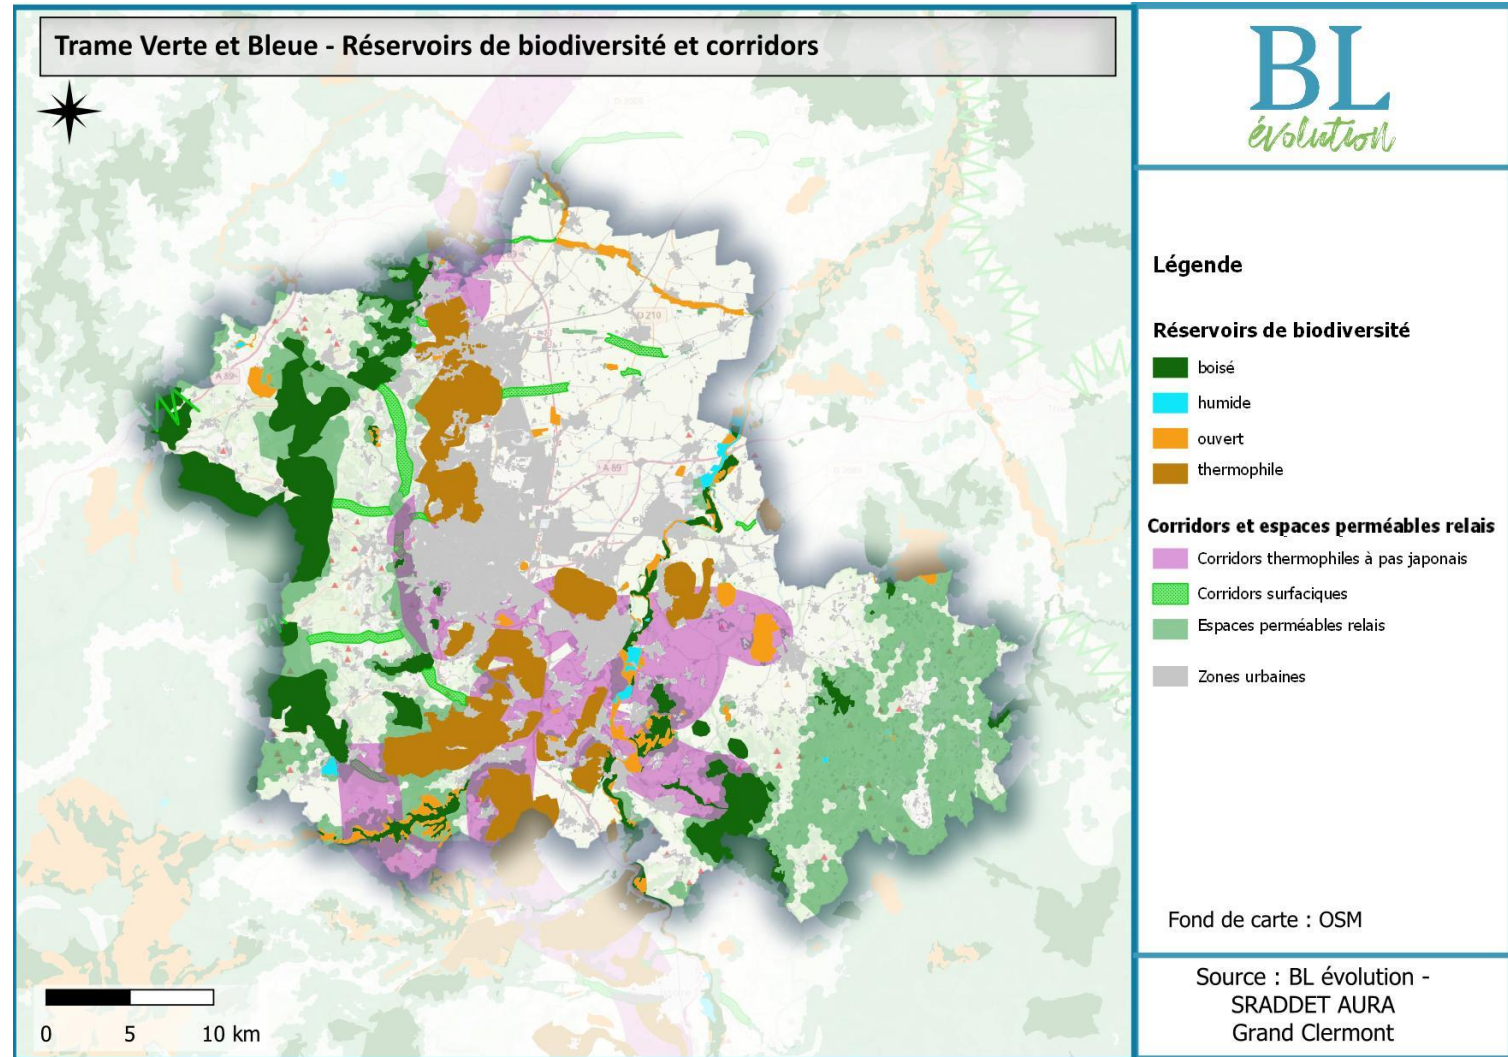 Trame Verte et Bleue - Réservoirs de biodiversité et corridors
BL
évolution
Légende
Réservoirs de biodiversité
boisé
humide
ouvert
thermophile
Corridors et espaces perméables relais
Corridors thermophiles à pas japonais
Corridors surfaciques
Espaces perméables relais
Zones urbaines
Fond de carte : OSM
Source : BL évolution -
SRADDET AURA
Grand Clermont
A 89
D 210
A 89
0 5 10 km